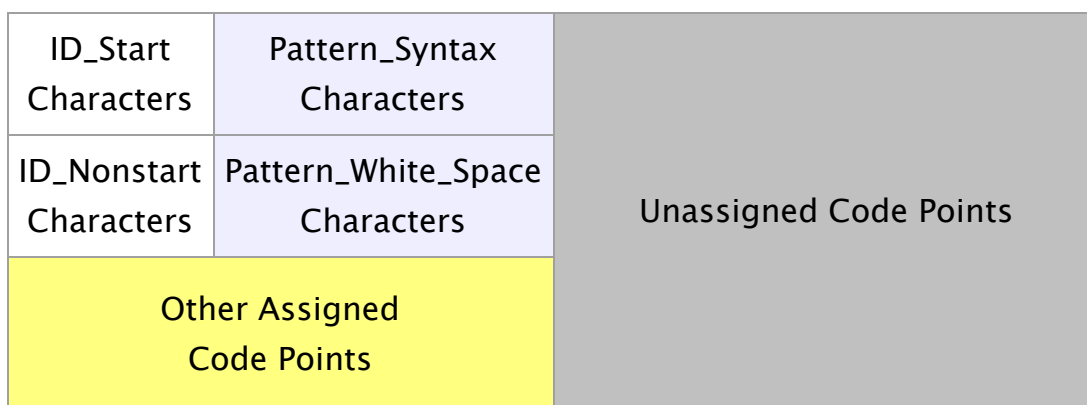 ID_Start
Characters
Pattern_Syntax
Characters
ID_Nonstart
Characters
Pattern_White_Space
Characters
Unassigned Code Points
Other Assigned
Code Points